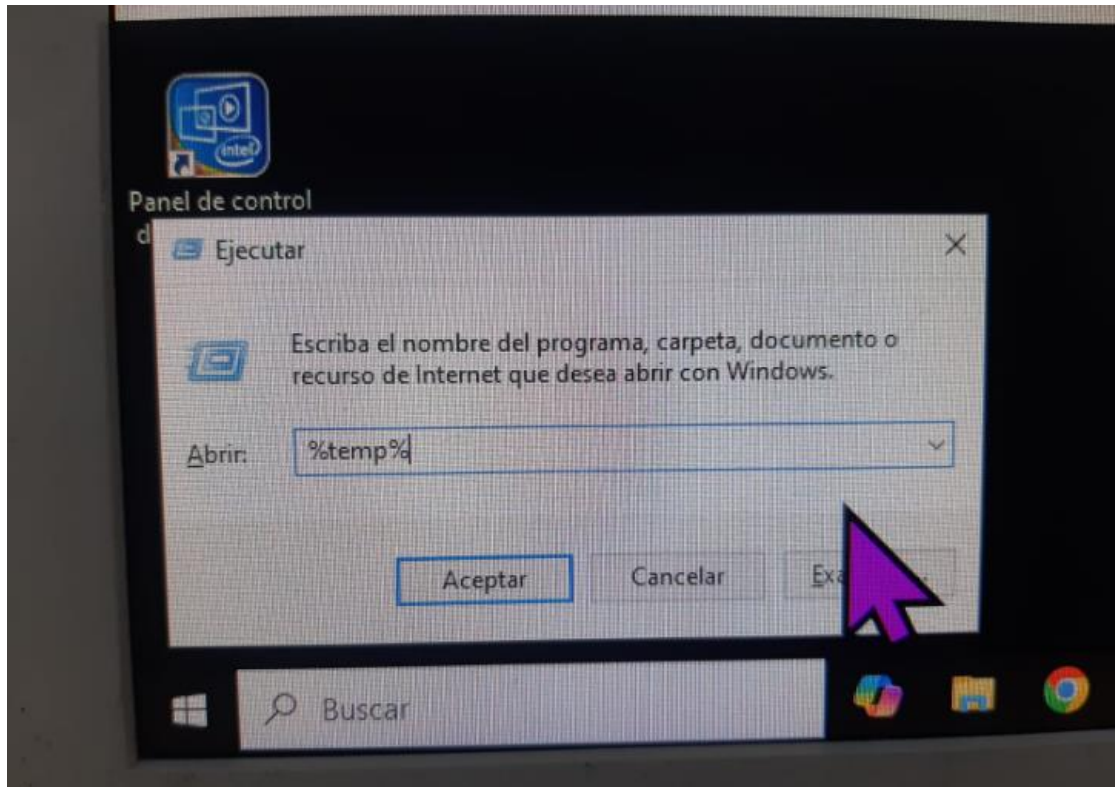 intel
Panel de control
Ejecutar
Escriba el nombre del programa, carpeta, documento o
recurso de Internet que desea abrir con Windows.
Abrir: %temp%
Aceptar Cancelar
Buscar